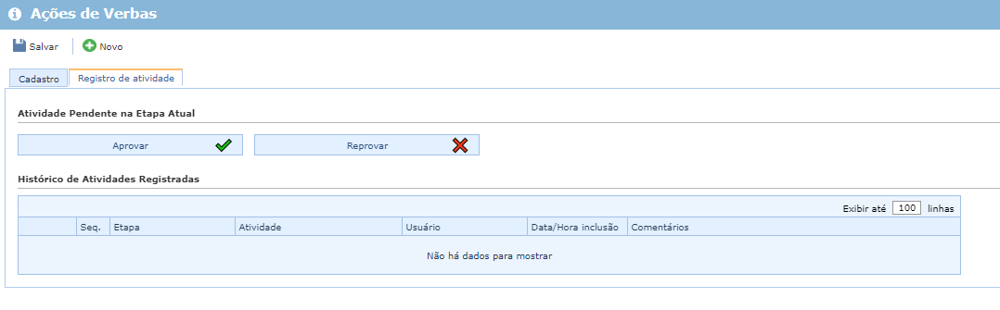 Ações de Verbas
Salvar Novo
Cadastro Registro de atividade
Atividade Pendente na Etapa Atual
Aprovar Reprovar
Histórico de Atividades Registradas
Exibir até 100 linhas
Seq. Etapa Atividade Usuário Data/Hora inclusão Comentários
Não há dados para mostrar